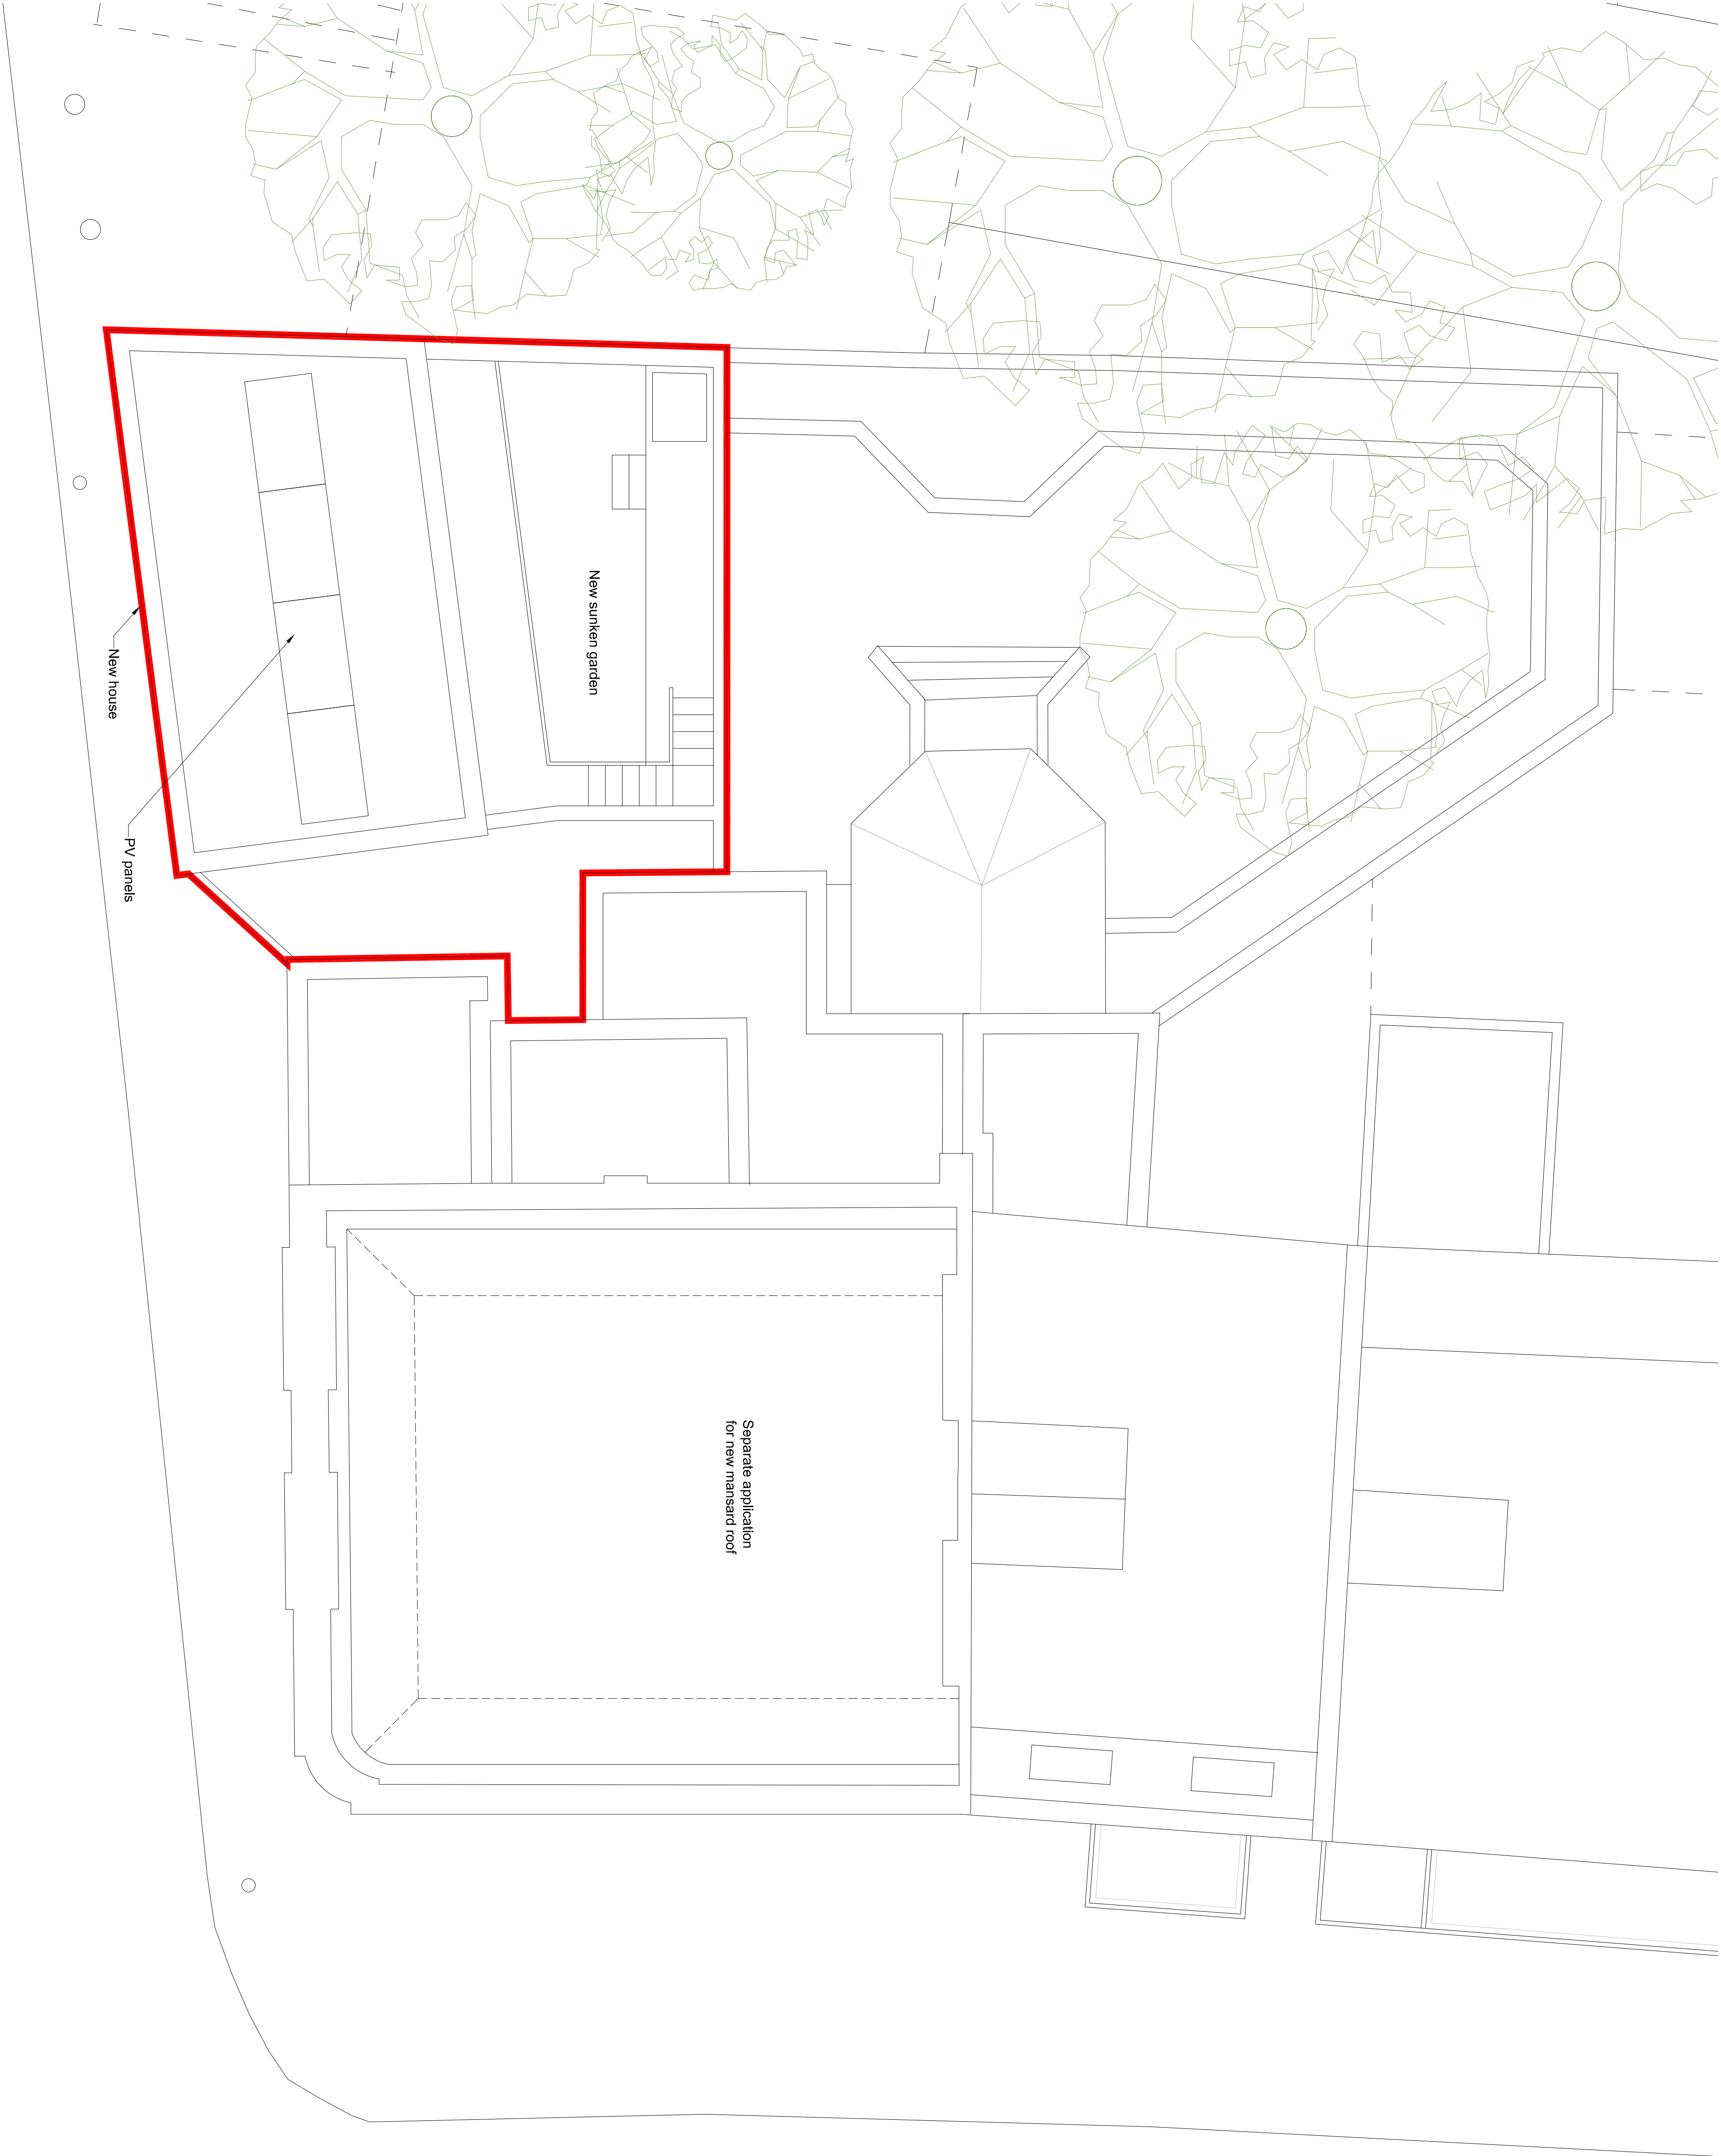 New sunken garden
New house
PV panels
Separate application
for new mansard roof